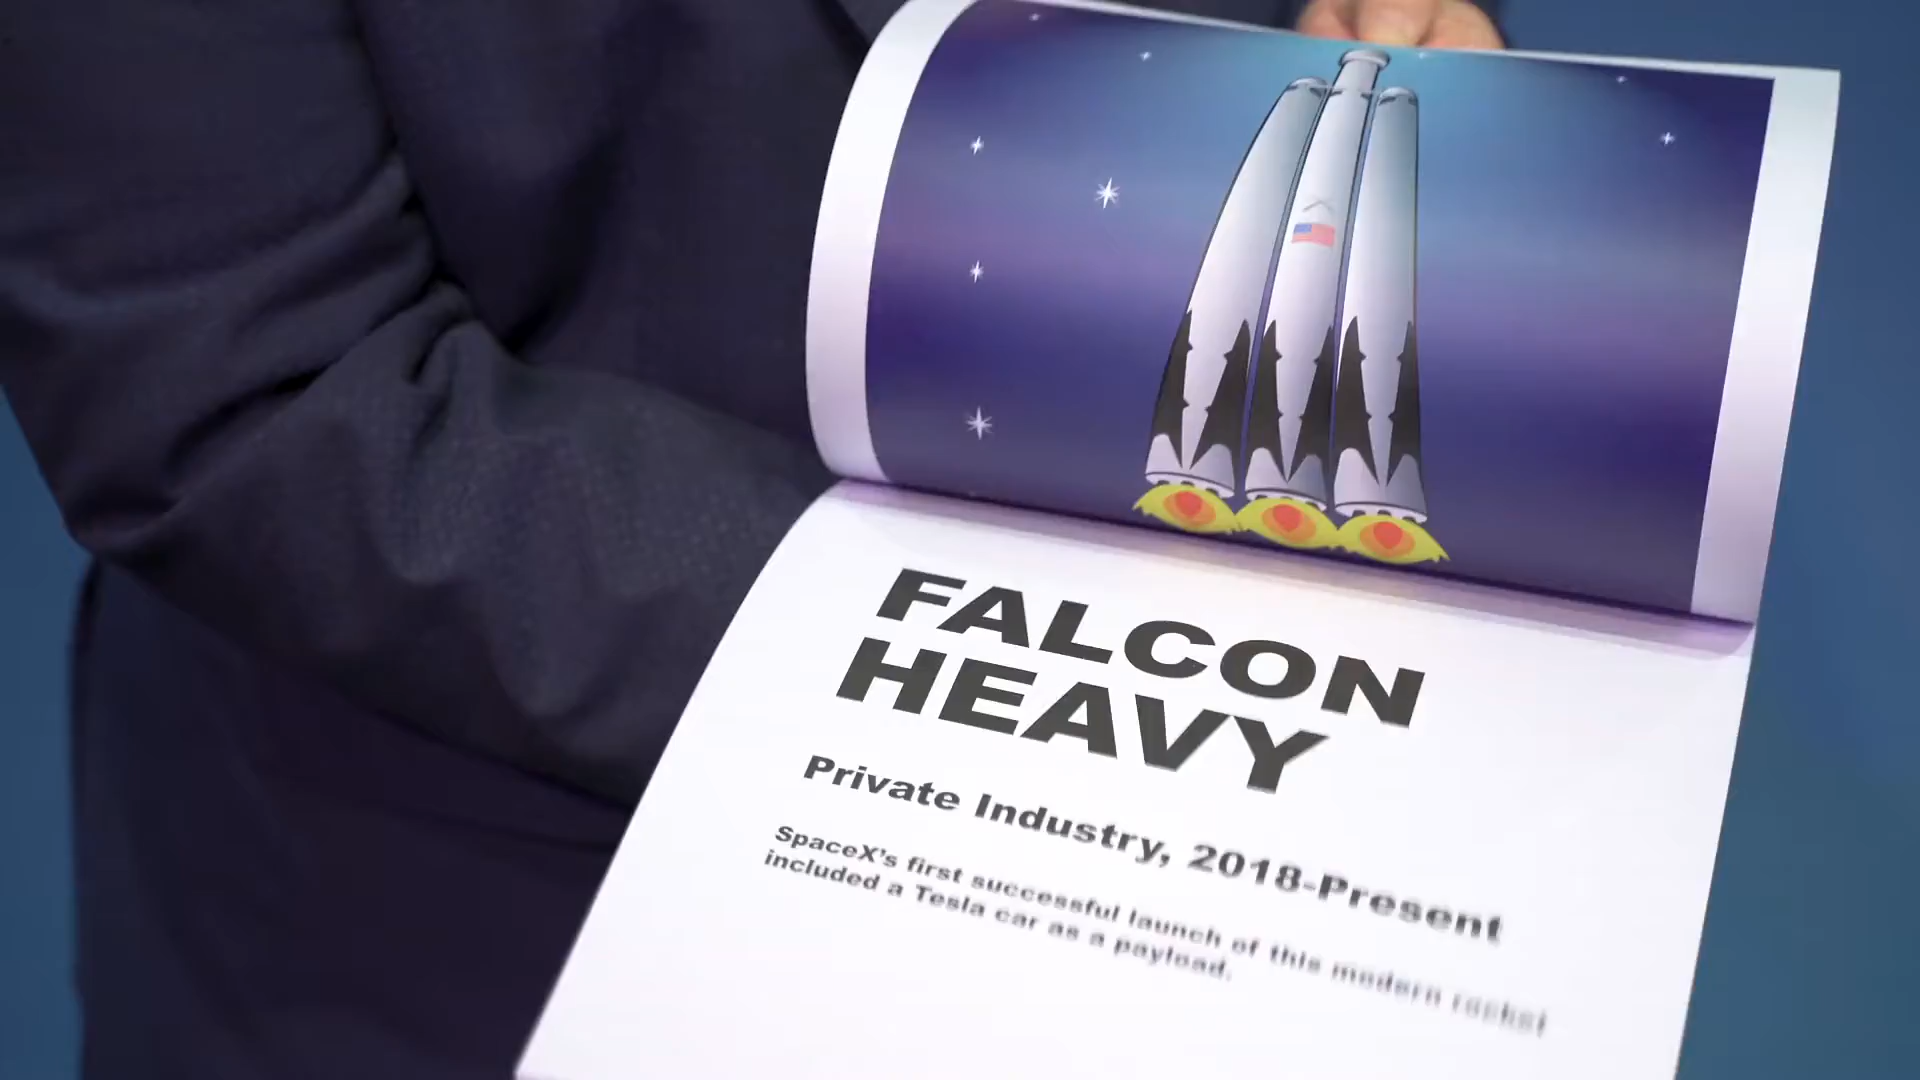 FALCON
HEAVY
Private Industry, 2018-Present
SpaceX's first successful launch of this modern rocket
included a Tesla car as a payload.